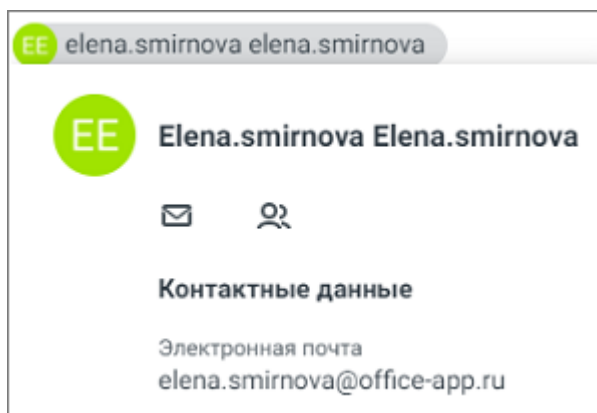 EE elena.smirnova elena.smirnova
EE Elena.smirnova Elena.smirnova
Контактные данные
Электронная почта
elena.smirnova@office-app.ru